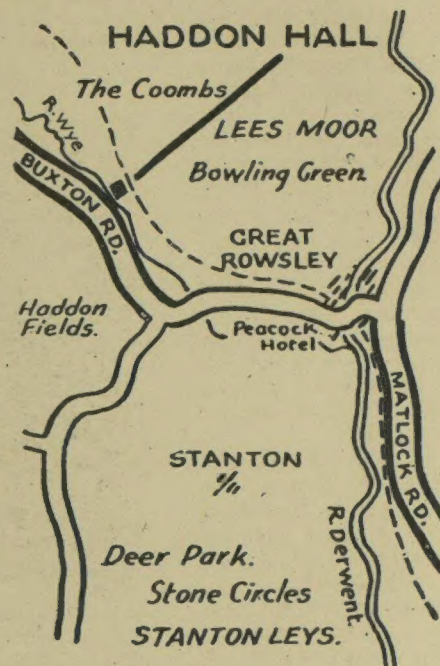 HADDON HALL
The Coombs
R. Wye
LEES MOOR
BUXTON RD.
Bowling Green
GREAT
ROWSLEY
Haddon
Fields.
Peacock
Hotel
MATLOCK RD.
STANTON
R. Derwent.
Deer Park.
Stone Circles
STANTON LEYS.